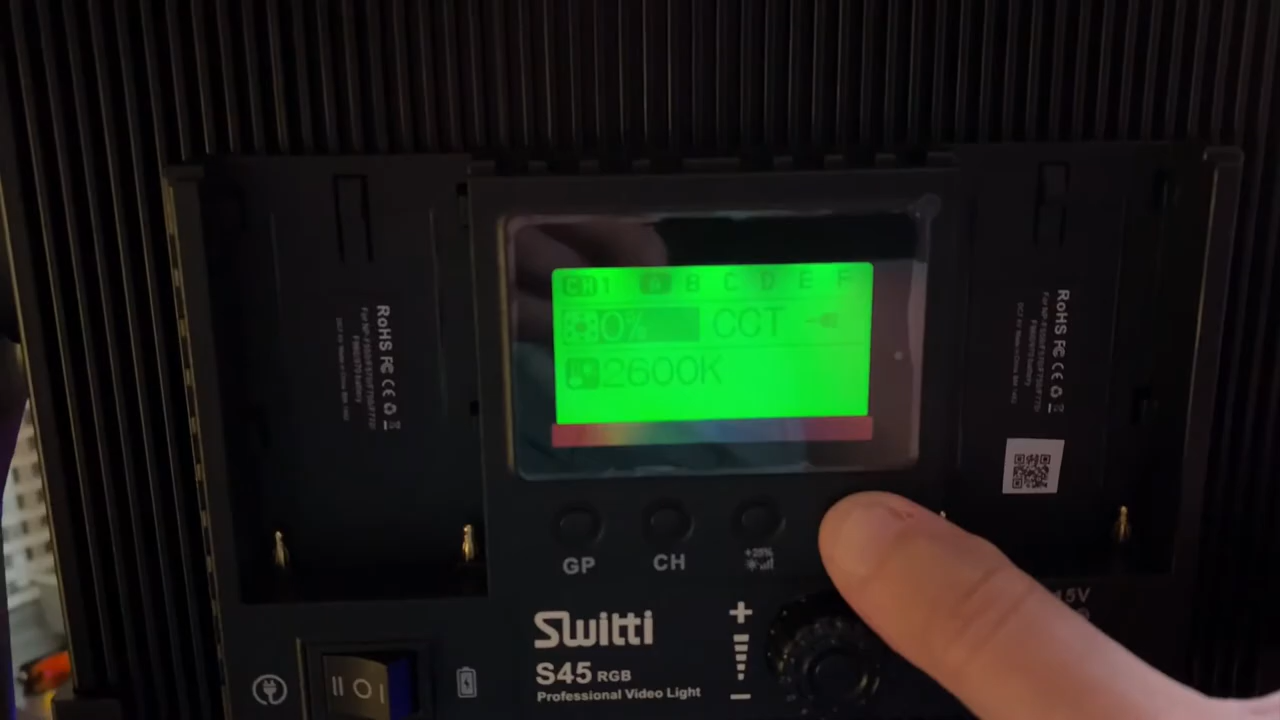 CH1 A B C D E F
0% CCT
2600K
GP CH +25%
RoHS FC CE
RoHS FC CE
Switti
S45 RGB
Professional Video Light
15V